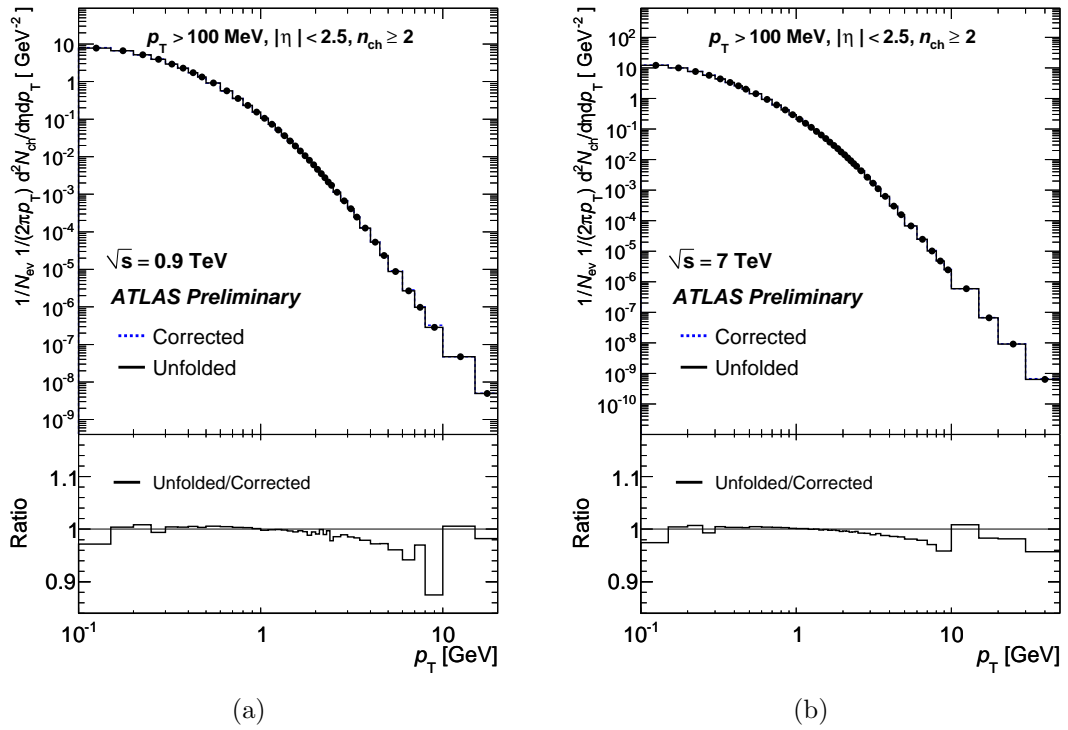 p_T > 100 MeV, | η | < 2.5, n_ch ≥ 2
1/N_ev 1/(2πp_T) d²N_ch/dηdp_T [ GeV⁻² ]
10
1
10⁻¹
10⁻²
10⁻³
10⁻⁴
10⁻⁵
10⁻⁶
10⁻⁷
10⁻⁸
10⁻⁹
√s = 0.9 TeV
ATLAS Preliminary
Corrected
Unfolded
Ratio
1.1
1
0.9
Unfolded/Corrected
10⁻¹ 1 10
p_T [GeV]
(a)
p_T > 100 MeV, | η | < 2.5, n_ch ≥ 2
1/N_ev 1/(2πp_T) d²N_ch/dηdp_T [ GeV⁻² ]
10²
10
1
10⁻¹
10⁻²
10⁻³
10⁻⁴
10⁻⁵
10⁻⁶
10⁻⁷
10⁻⁸
10⁻⁹
10⁻¹⁰
√s = 7 TeV
ATLAS Preliminary
Corrected
Unfolded
Ratio
1.1
1
0.9
Unfolded/Corrected
10⁻¹ 1 10
p_T [GeV]
(b)